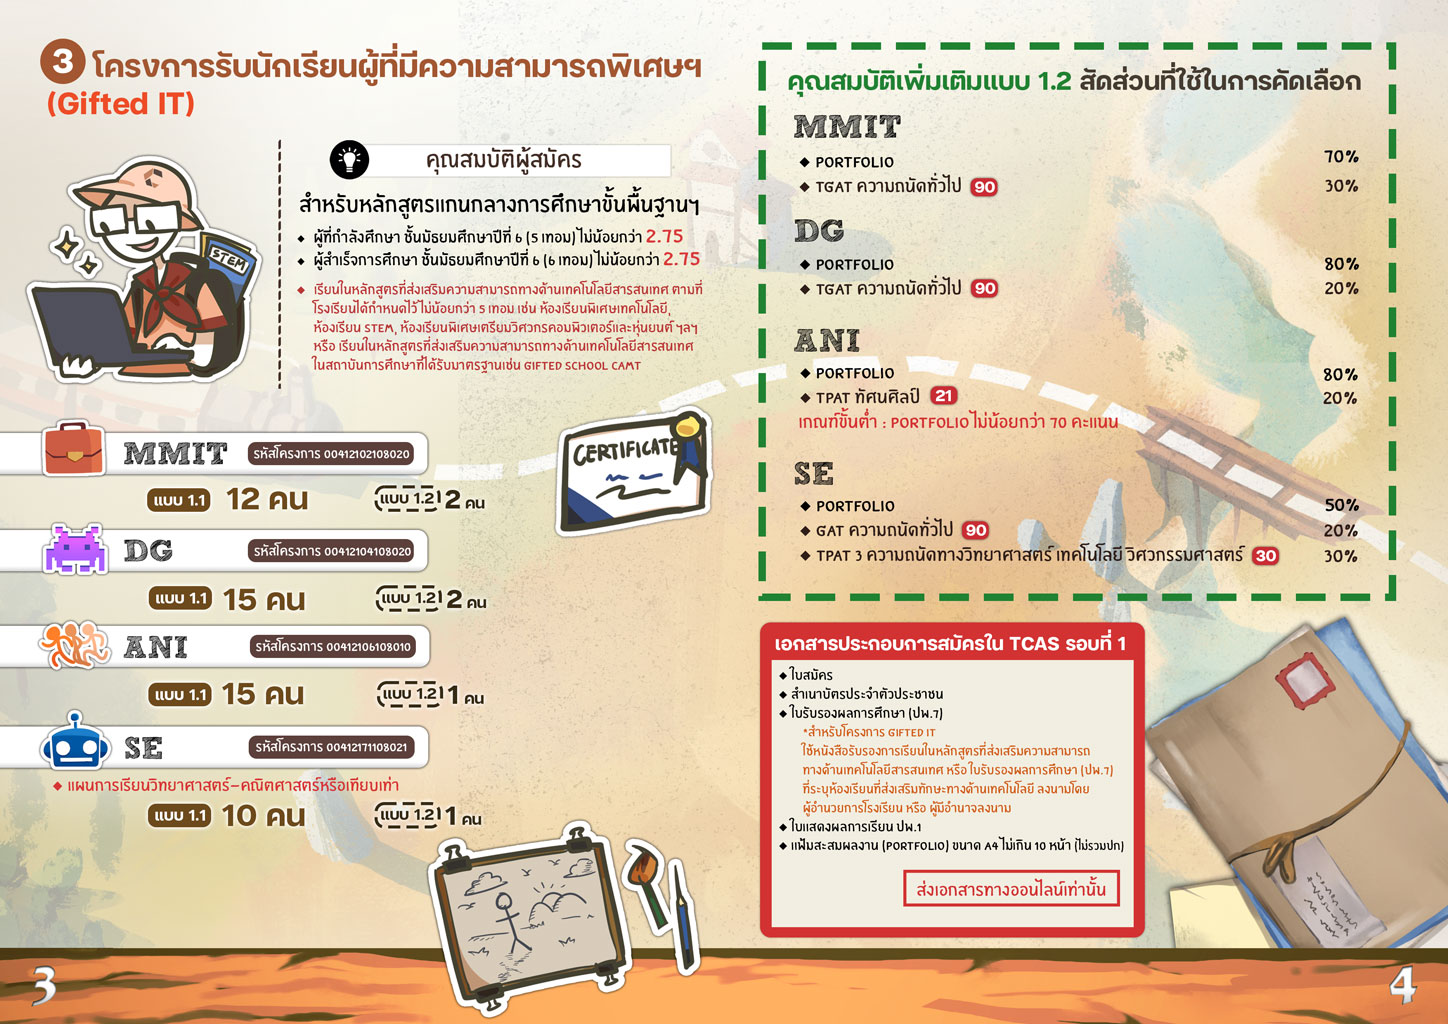 3 โครงการรับนักเรียนผู้ที่มีความสามารถพิเศษฯ
(Gifted IT)
คุณสมบัติผู้สมัคร
สำหรับหลักสูตรแกนกลางการศึกษาขั้นพื้นฐานฯ
◆ ผู้ที่กำลังศึกษา ชั้นมัธยมศึกษาปีที่ 6 (5 เทอม) ไม่น้อยกว่า 2.75
◆ ผู้สำเร็จการศึกษา ชั้นมัธยมศึกษาปีที่ 6 (6 เทอม) ไม่น้อยกว่า 2.75
◆ เรียนในหลักสูตรที่ส่งเสริมความสามารถทางด้านเทคโนโลยีสารสนเทศ ตามที่
โรงเรียนได้กำหนดไว้ ไม่น้อยกว่า 5 เทอม เช่น ห้องเรียนพิเศษเทคโนโลยี,
ห้องเรียน STEM, ห้องเรียนพิเศษเตรียมวิศวกรคอมพิวเตอร์และหุ่นยนต์ ฯลฯ
หรือ เรียนในหลักสูตรที่ส่งเสริมความสามารถทางด้านเทคโนโลยีสารสนเทศ
ในสถาบันการศึกษาที่ได้รับมาตรฐานเช่น GIFTED SCHOOL CAMT
STEM
MMIT รหัสโครงการ 00412102108020
แบบ 1.1 12 คน แบบ 1.2 2 คน
DG รหัสโครงการ 00412104108020
แบบ 1.1 15 คน แบบ 1.2 2 คน
ANI รหัสโครงการ 00412106108010
แบบ 1.1 15 คน แบบ 1.2 1 คน
SE รหัสโครงการ 00412171108021
◆ แผนการเรียนวิทยาศาสตร์-คณิตศาสตร์หรือเทียบเท่า
แบบ 1.1 10 คน แบบ 1.2 1 คน
CERTIFICATE
3
คุณสมบัติเพิ่มเติมแบบ 1.2 สัดส่วนที่ใช้ในการคัดเลือก
MMIT
◆ PORTFOLIO 70%
◆ TGAT ความถนัดทั่วไป 90 30%
DG
◆ PORTFOLIO 80%
◆ TGAT ความถนัดทั่วไป 90 20%
ANI
◆ PORTFOLIO 80%
◆ TPAT ทัศนศิลป์ 21 20%
เกณฑ์ขั้นต่ำ : PORTFOLIO ไม่น้อยกว่า 70 คะแนน
SE
◆ PORTFOLIO 50%
◆ GAT ความถนัดทั่วไป 90 20%
◆ TPAT 3 ความถนัดทางวิทยาศาสตร์ เทคโนโลยี วิศวกรรมศาสตร์ 30 30%
เอกสารประกอบการสมัครใน TCAS รอบที่ 1
◆ ใบสมัคร
◆ สำเนาบัตรประจำตัวประชาชน
◆ ใบรับรองผลการศึกษา (ปพ.7)
*สำหรับโครงการ GIFTED IT
ใช้หนังสือรับรองการเรียนในหลักสูตรที่ส่งเสริมความสามารถ
ทางด้านเทคโนโลยีสารสนเทศ หรือ ใบรับรองผลการศึกษา (ปพ.7)
ที่ระบุห้องเรียนที่ส่งเสริมทักษะทางด้านเทคโนโลยี ลงนามโดย
ผู้อำนวยการโรงเรียน หรือ ผู้มีอำนาจลงนาม
◆ ใบแสดงผลการเรียน ปพ.1
◆ แฟ้มสะสมผลงาน (PORTFOLIO) ขนาด A4 ไม่เกิน 10 หน้า (ไม่รวมปก)
ส่งเอกสารทางออนไลน์เท่านั้น
4